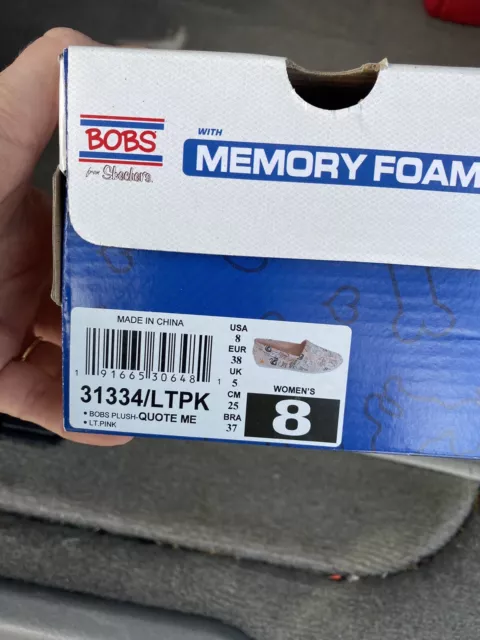 BOBS
from Skechers
WITH
MEMORY FOAM
MADE IN CHINA
1 91665 30648 1
31334/LTPK
• BOBS PLUSH-QUOTE ME
• LT.PINK
USA
8
EUR
38
UK
5
CM
25
BRA
37
WOMEN'S
8